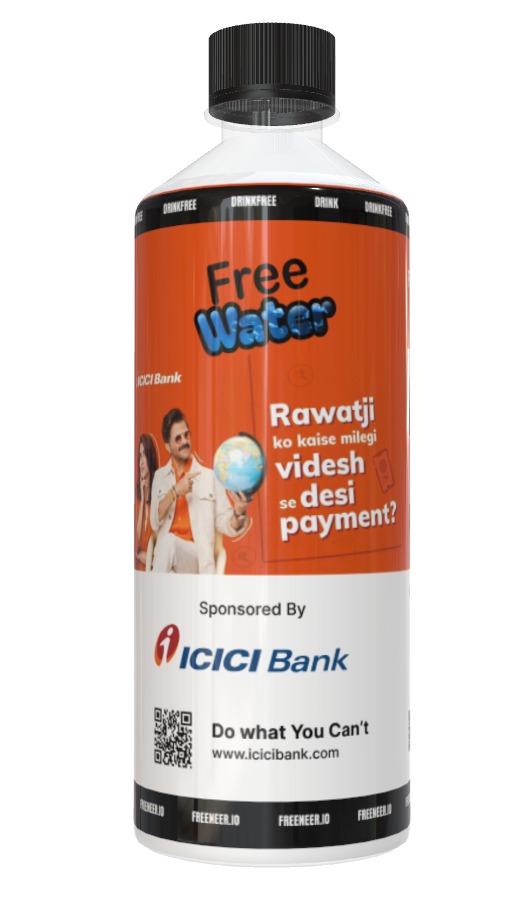 DRINKFREE DRINKFREE DRINK DRINKFREE
Free
Water
ICICI Bank
Rawatji
ko kaise milegi
videsh
se desi
payment?
Sponsored By
ICICI Bank
Do what You Can't
www.icicibank.com
FREENEER.IO FREENEER.IO FREENEER.IO FREENEER.IO